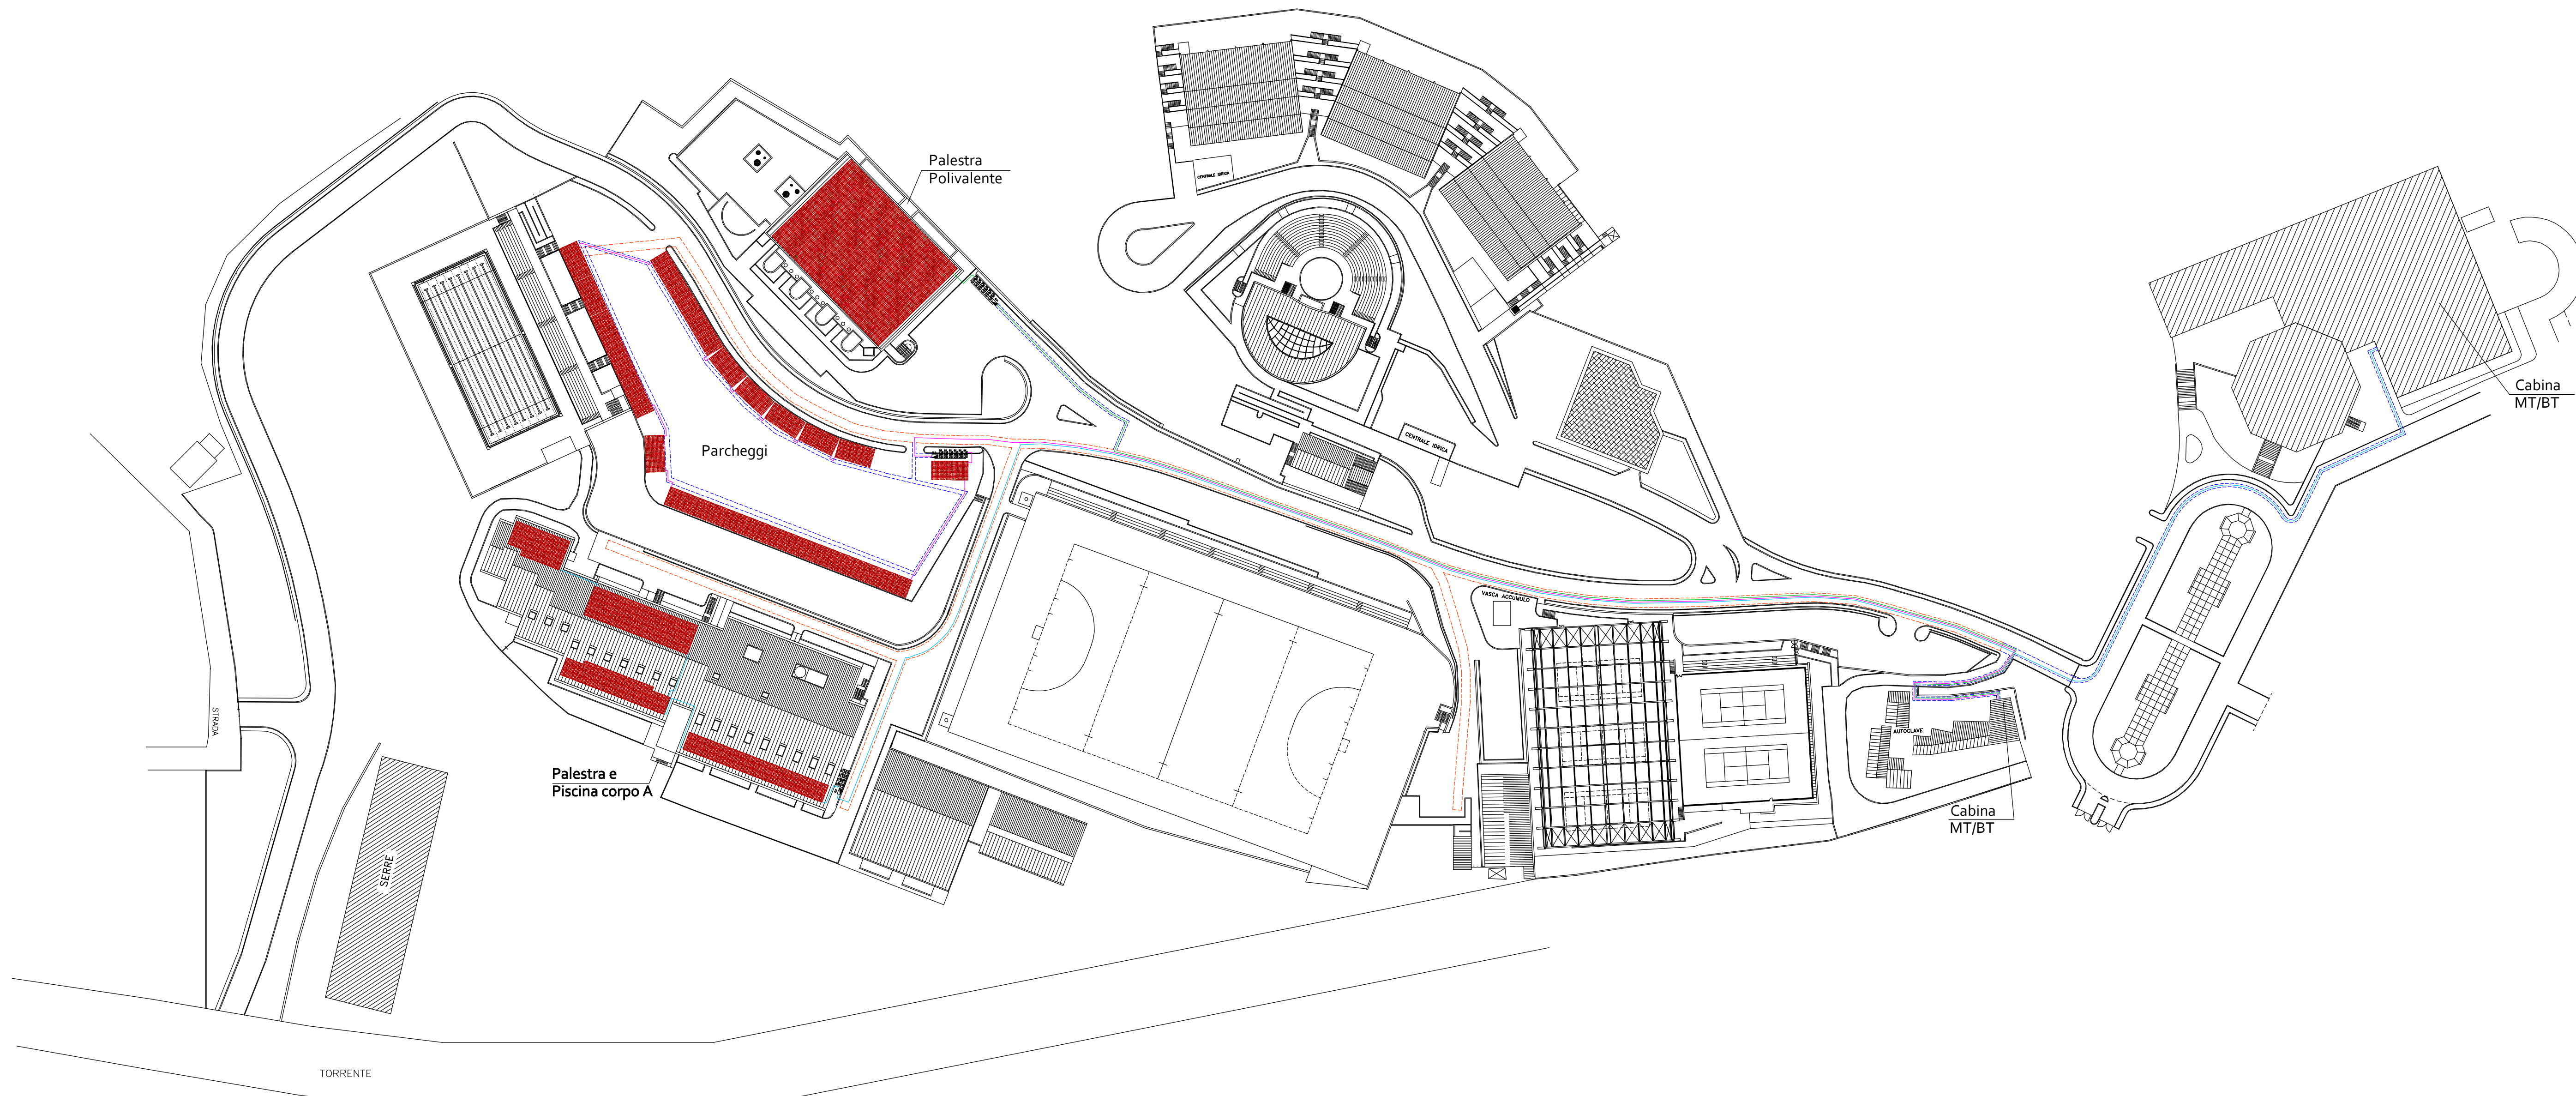 CENTRALE IDRICA
Palestra
Polivalente
Cabina
MT/BT
CENTRALE IDRICA
Parcheggi
VASCA ACCUMULO
STRADA
AUTOCLAVE
Palestra e
Piscina corpo A
Cabina
MT/BT
SERRE
TORRENTE